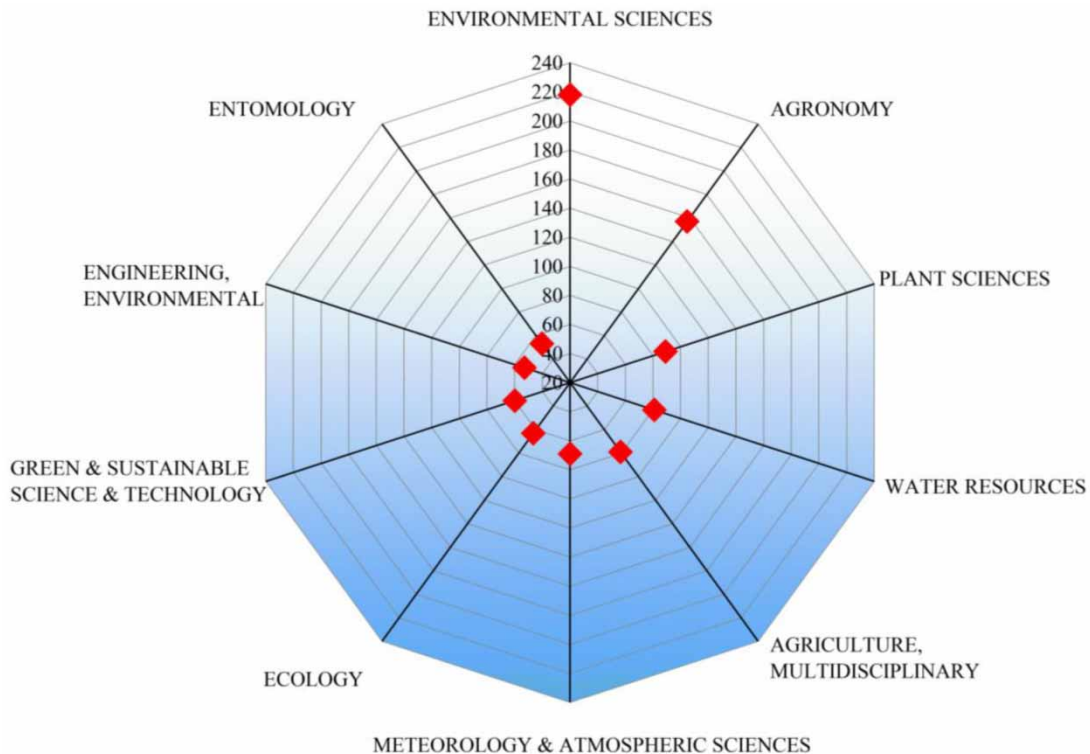 ENVIRONMENTAL SCIENCES
240
220
200
180
160
140
120
100
80
60
40
20
ENTOMOLOGY
AGRONOMY
ENGINEERING,
ENVIRONMENTAL
PLANT SCIENCES
GREEN & SUSTAINABLE
SCIENCE & TECHNOLOGY
WATER RESOURCES
AGRICULTURE,
MULTIDISCIPLINARY
ECOLOGY
METEOROLOGY & ATMOSPHERIC SCIENCES